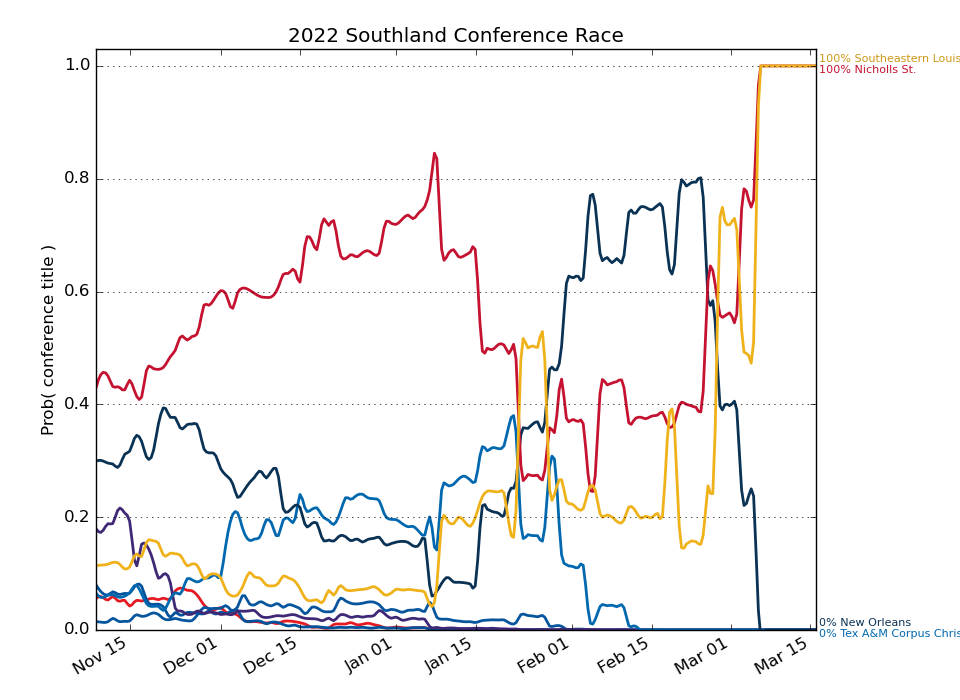 2022 Southland Conference Race
Prob( conference title )
1.0
0.8
0.6
0.4
0.2
0.0
100% Southeastern Louis
100% Nicholls St.
0% New Orleans
0% Tex A&M Corpus Chris
Nov 15
Dec 01
Dec 15
Jan 01
Jan 15
Feb 01
Feb 15
Mar 01
Mar 15